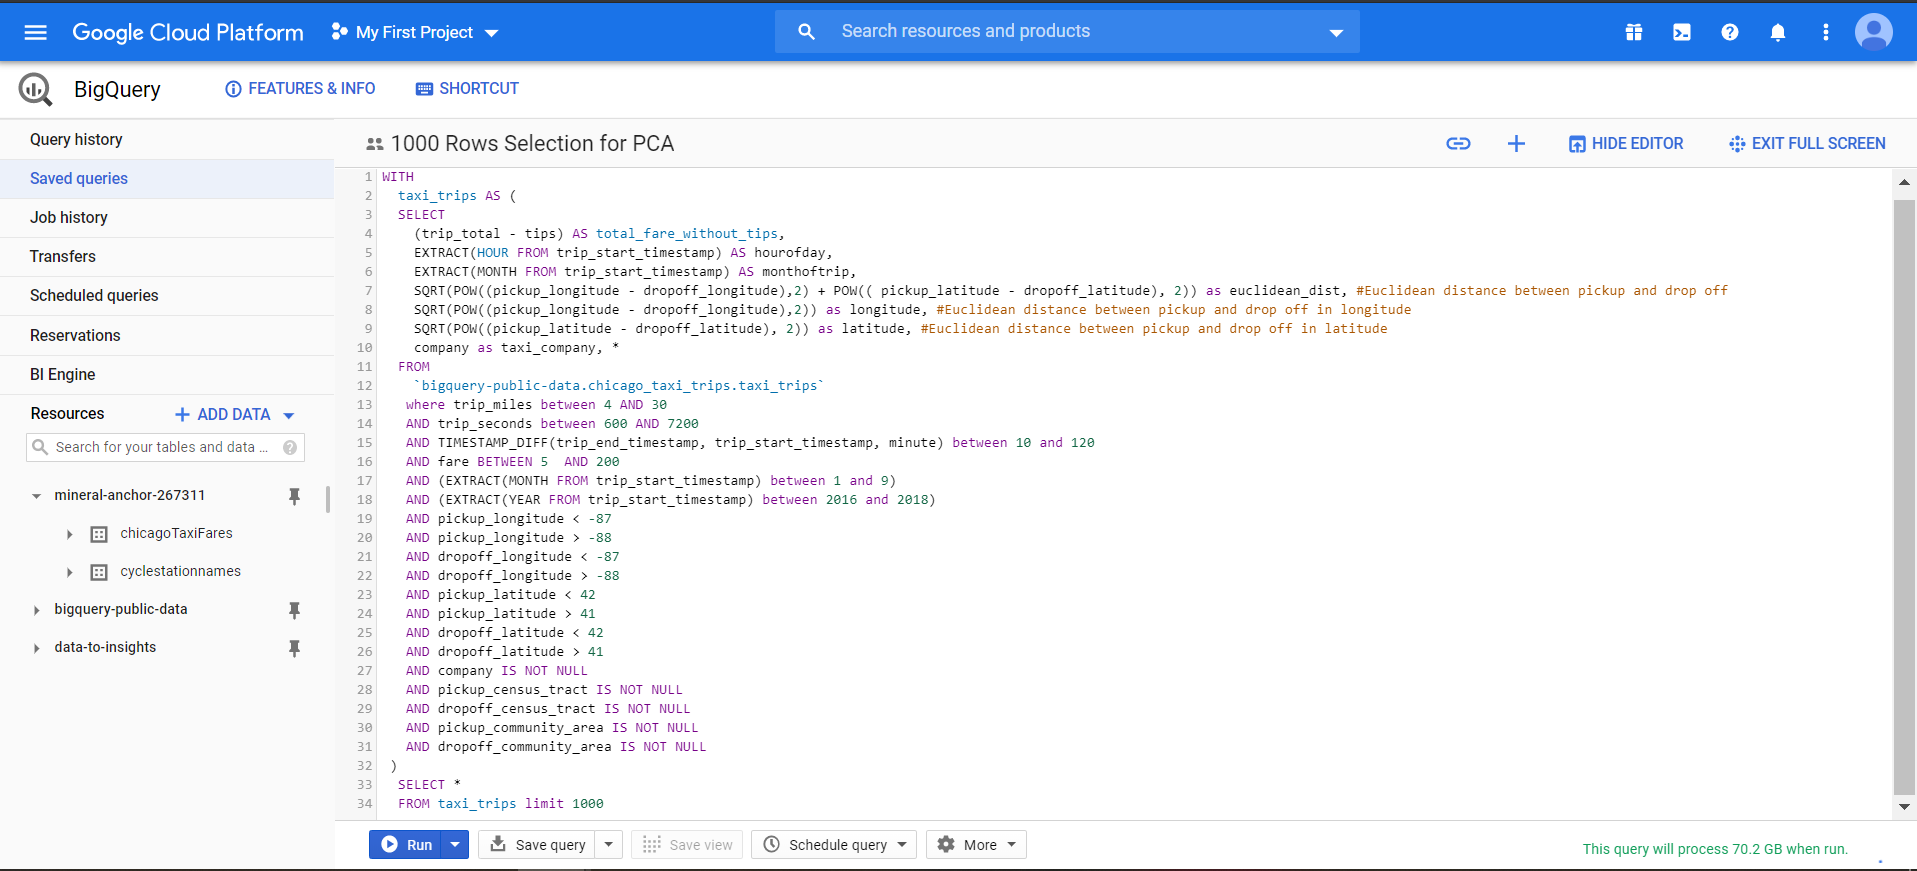 Google Cloud Platform
My First Project
Search resources and products
BigQuery
FEATURES & INFO
SHORTCUT
Query history
Saved queries
Job history
Transfers
Scheduled queries
Reservations
BI Engine
Resources
ADD DATA
Search for your tables and data ...
mineral-anchor-267311
chicagoTaxiFares
cyclestationnames
bigquery-public-data
data-to-insights
1000 Rows Selection for PCA
HIDE EDITOR
EXIT FULL SCREEN
1 WITH
2 taxi_trips AS (
3 SELECT
4 (trip_total - tips) AS total_fare_without_tips,
5 EXTRACT(HOUR FROM trip_start_timestamp) AS hourofday,
6 EXTRACT(MONTH FROM trip_start_timestamp) AS monthoftrip,
7 SQRT(POW((pickup_longitude - dropoff_longitude),2) + POW(( pickup_latitude - dropoff_latitude), 2)) as euclidean_dist, #Euclidean distance between pickup and drop off
8 SQRT(POW((pickup_longitude - dropoff_longitude),2)) as longitude, #Euclidean distance between pickup and drop off in longitude
9 SQRT(POW((pickup_latitude - dropoff_latitude), 2)) as latitude, #Euclidean distance between pickup and drop off in latitude
10 company as taxi_company, *
11 FROM
12 `bigquery-public-data.chicago_taxi_trips.taxi_trips`
13 where trip_miles between 4 AND 30
14 AND trip_seconds between 600 AND 7200
15 AND TIMESTAMP_DIFF(trip_end_timestamp, trip_start_timestamp, minute) between 10 and 120
16 AND fare BETWEEN 5  AND 200
17 AND (EXTRACT(MONTH FROM trip_start_timestamp) between 1 and 9)
18 AND (EXTRACT(YEAR FROM trip_start_timestamp) between 2016 and 2018)
19 AND pickup_longitude < -87
20 AND pickup_longitude > -88
21 AND dropoff_longitude < -87
22 AND dropoff_longitude > -88
23 AND pickup_latitude < 42
24 AND pickup_latitude > 41
25 AND dropoff_latitude < 42
26 AND dropoff_latitude > 41
27 AND company IS NOT NULL
28 AND pickup_census_tract IS NOT NULL
29 AND dropoff_census_tract IS NOT NULL
30 AND pickup_community_area IS NOT NULL
31 AND dropoff_community_area IS NOT NULL
32 )
33 SELECT *
34 FROM taxi_trips limit 1000
Run
Save query
Save view
Schedule query
More
This query will process 70.2 GB when run.